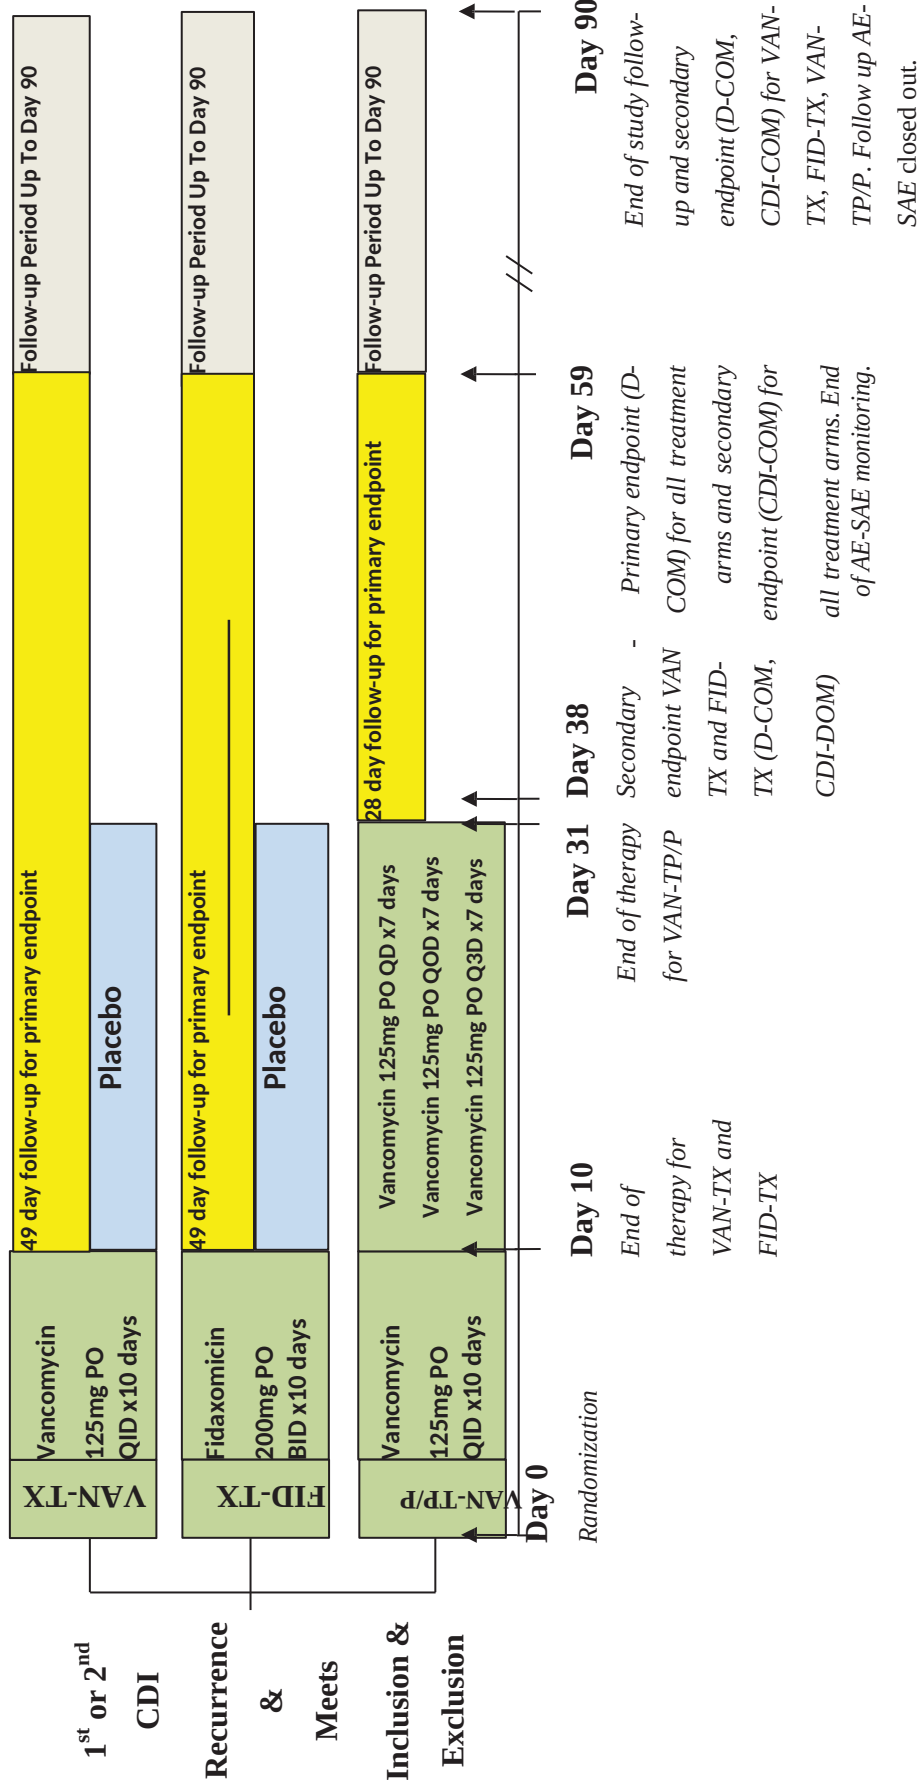 1st or 2nd
CDI
Recurrence
&
Meets
Inclusion &
Exclusion
VAN-TX
Vancomycin
125mg PO
QID x10 days
49 day follow-up for primary endpoint
Placebo
Follow-up Period Up To Day 90
FID-TX
Fidaxomicin
200mg PO
BID x10 days
49 day follow-up for primary endpoint
Placebo
Follow-up Period Up To Day 90
VAN-TP/P
Vancomycin
125mg PO
QID x10 days
Vancomycin 125mg PO QD x7 days
Vancomycin 125mg PO QOD x7 days
Vancomycin 125mg PO Q3D x7 days
28 day follow-up for primary endpoint
Follow-up Period Up To Day 90
Day 0
Randomization
Day 10
End of
therapy for
VAN-TX and
FID-TX
Day 31
End of therapy
for VAN-TP/P
Day 38
Secondary -
endpoint VAN
TX and FID-
TX (D-COM,
CDI-DOM)
Day 59
Primary endpoint (D-
COM) for all treatment
arms and secondary
endpoint (CDI-COM) for
all treatment arms. End
of AE-SAE monitoring.
Day 90
End of study follow-
up and secondary
endpoint (D-COM,
CDI-COM) for VAN-
TX, FID-TX, VAN-
TP/P. Follow up AE-
SAE closed out.